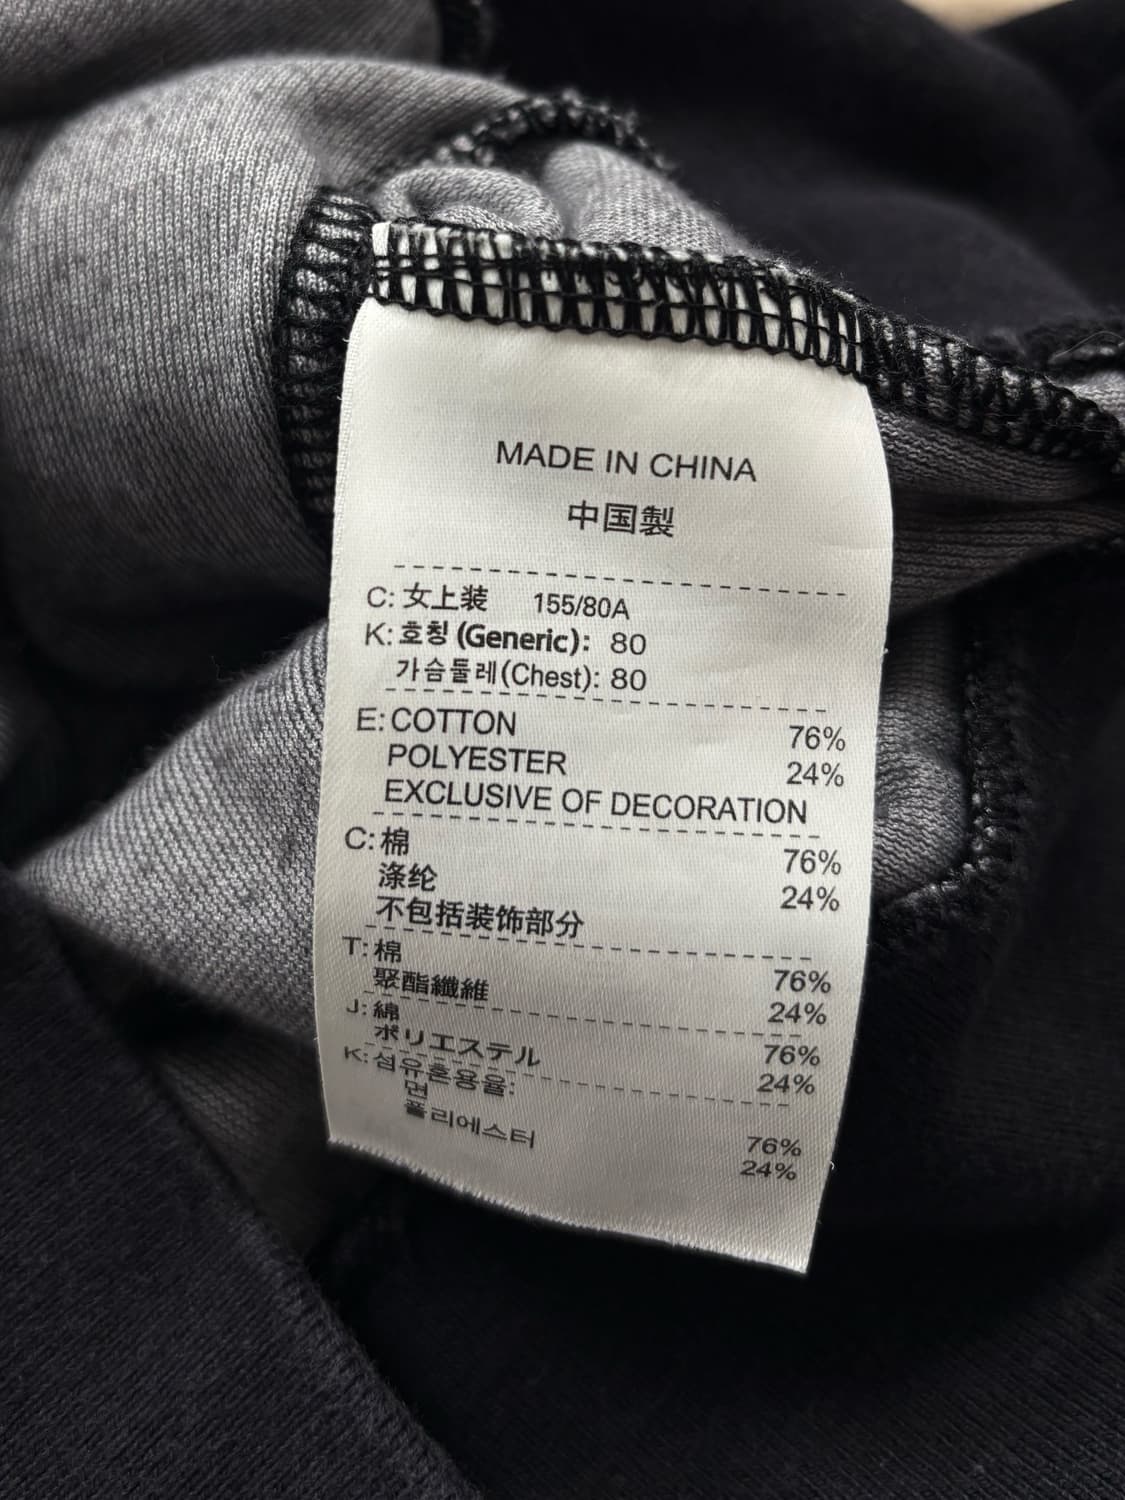 MADE IN CHINA
中国製
C: 女上装 155/80A
K: 호칭 (Generic): 80
가슴둘레(Chest): 80
E: COTTON 76%
POLYESTER 24%
EXCLUSIVE OF DECORATION
C: 棉 76%
涤纶 24%
不包括装饰部分
T: 棉 76%
聚酯纖維 24%
J: 綿 76%
ポリエステル 24%
K: 섬유혼용율:
면 76%
폴리에스터 24%